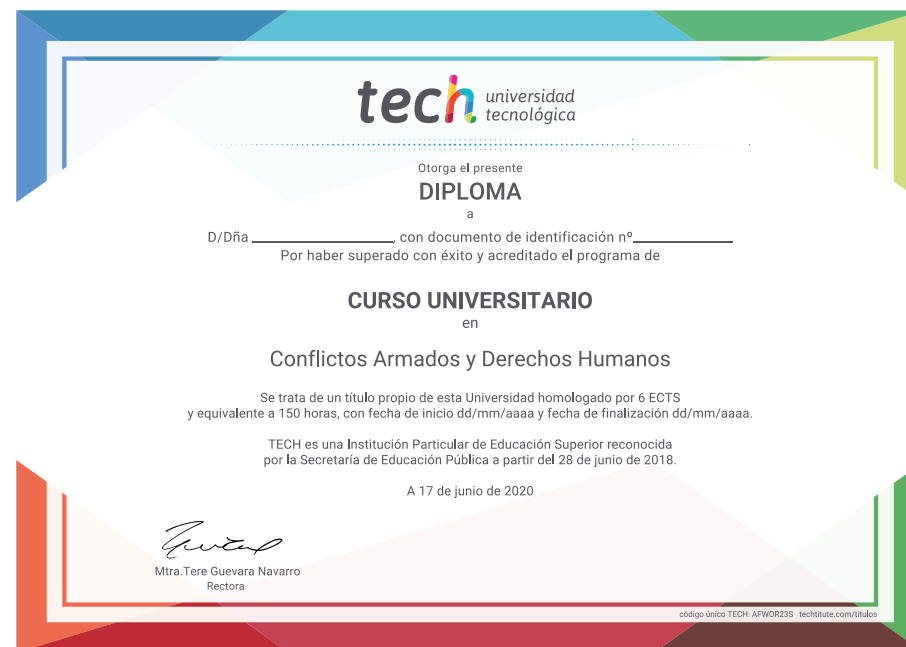 tech universidad
tecnológica
Otorga el presente
DIPLOMA
a
D/Dña ____________________, con documento de identificación nº______________
Por haber superado con éxito y acreditado el programa de
CURSO UNIVERSITARIO
en
Conflictos Armados y Derechos Humanos
Se trata de un título propio de esta Universidad homologado por 6 ECTS
y equivalente a 150 horas, con fecha de inicio dd/mm/aaaa y fecha de finalización dd/mm/aaaa.
TECH es una Institución Particular de Educación Superior reconocida
por la Secretaría de Educación Pública a partir del 28 de junio de 2018.
A 17 de junio de 2020
Mtra.Tere Guevara Navarro
Rectora
código único TECH: AFWOR23S techtitute.com/titulos